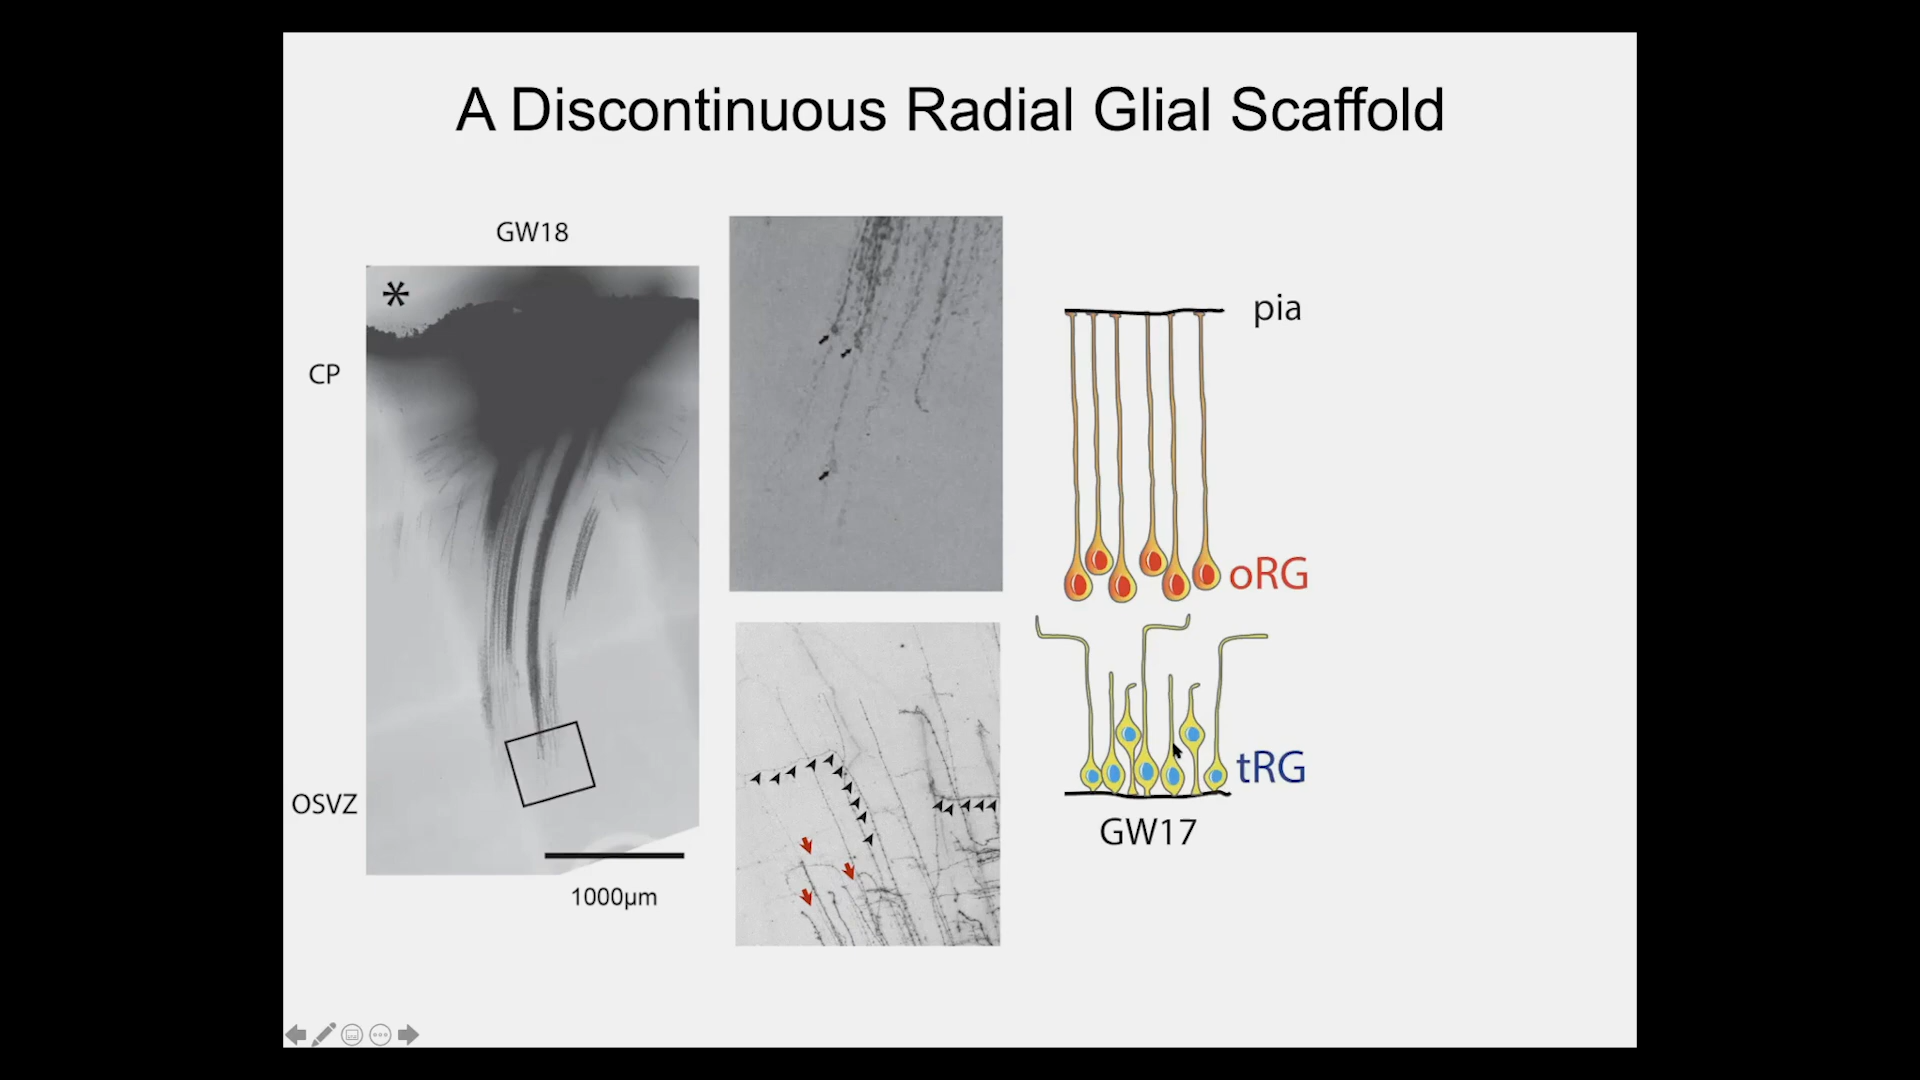 A Discontinuous Radial Glial Scaffold
GW18
*
CP
OSVZ
1000µm
pia
oRG
tRG
GW17